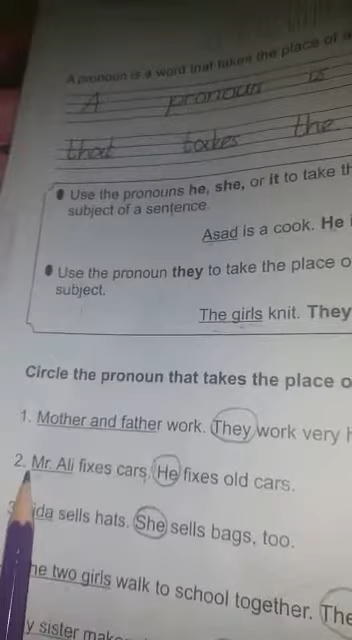 A pronoun is a word that takes the place of a
A pronoun is
that takes the
Use the pronouns he, she, or it to take
subject of a sentence.
Asad is a cook. He
Use the pronoun they to take the place
subject.
The girls knit. They
Circle the pronoun that takes the place
1. Mother and father work. They work very
2. Mr. Ali fixes cars. He fixes old cars.
sells hats. She sells bags, too.
two girls walk to school together.
sister